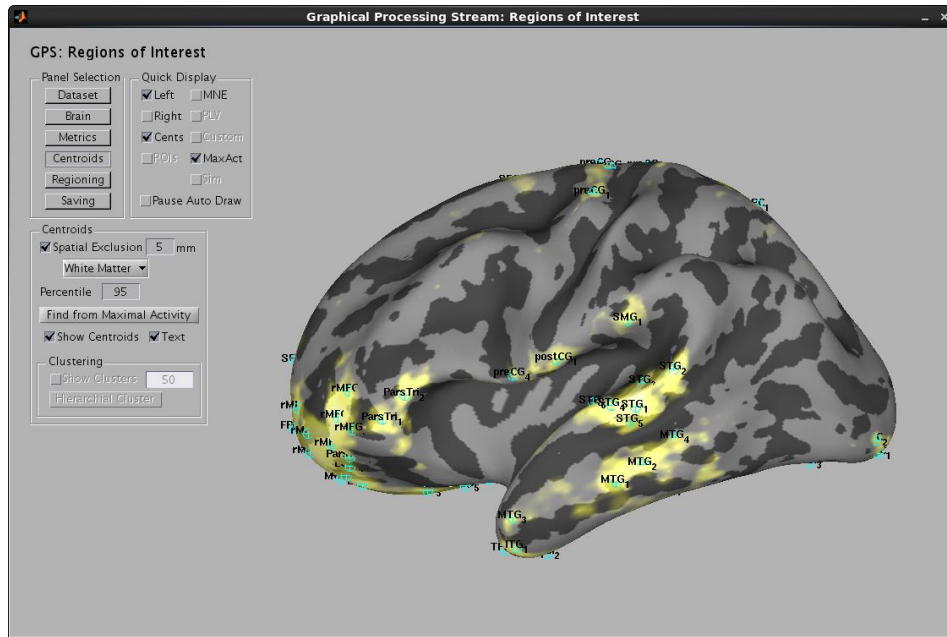 Graphical Processing Stream: Regions of Interest
GPS: Regions of Interest
Panel Selection
Dataset
Brain
Metrics
Centroids
Regioning
Saving
Quick Display
Left MNE
Right PLV
Cents Custom
ROIs MaxAct
Sim
Pause Auto Draw
Centroids
Spatial Exclusion 5 mm
White Matter
Percentile 95
Find from Maximal Activity
Show Centroids Text
Clustering
Show Clusters 50
Hierarchial Cluster
preCG
preCG1
SMG1
postCG1
preCG4
STG2
STG1
STG5
ParsTri2
ParsTri1
rMFG
MTG4
MTG2
MTG1
MTG3
ITG1